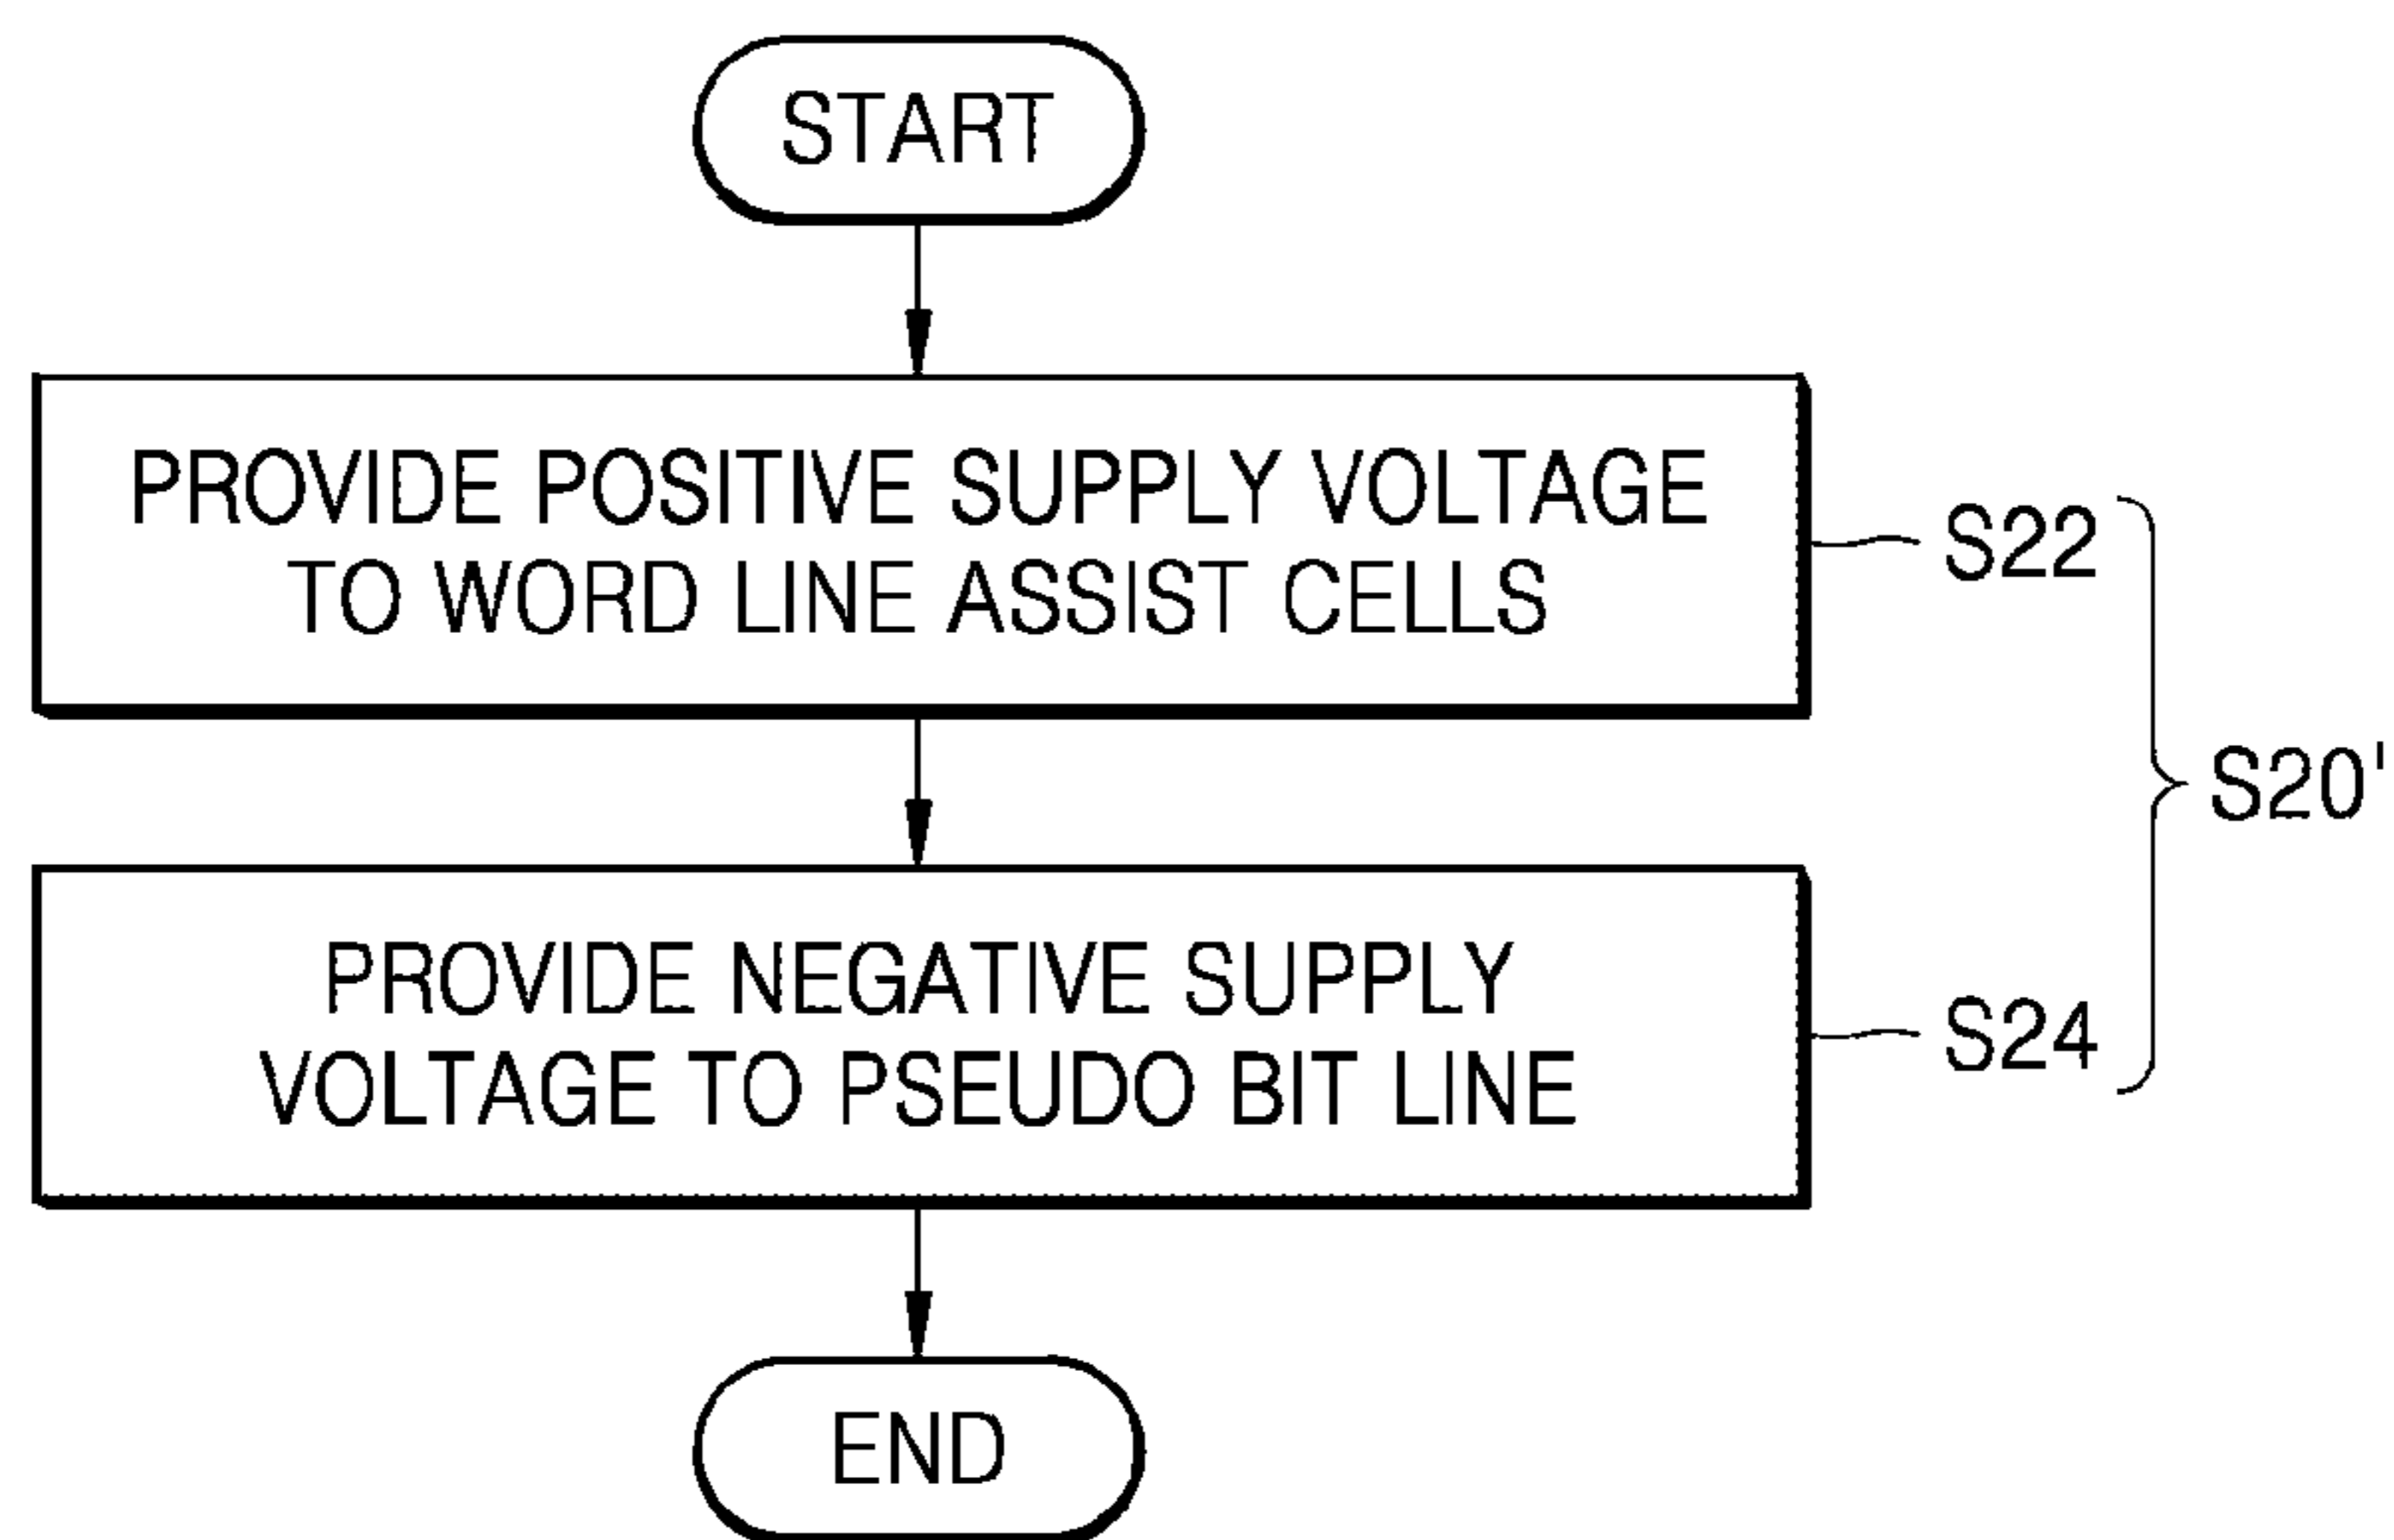 START
PROVIDE POSITIVE SUPPLY VOLTAGE
TO WORD LINE ASSIST CELLS
S22
S20'
PROVIDE NEGATIVE SUPPLY
VOLTAGE TO PSEUDO BIT LINE
S24
END